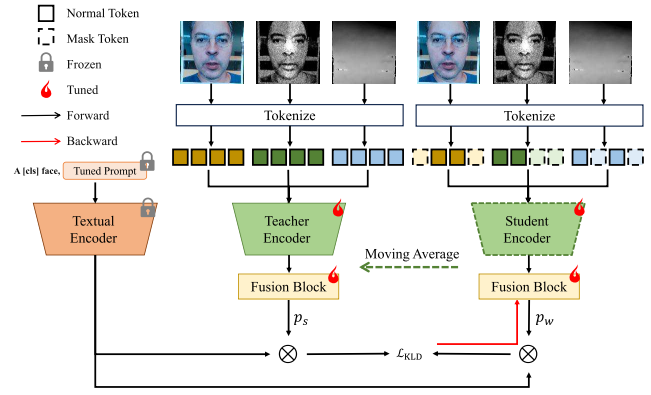 Normal Token
Mask Token
Frozen
Tuned
Forward
Backward
Tokenize
Tokenize
A [cls] face, Tuned Prompt
Textual
Encoder
Teacher
Encoder
Student
Encoder
Moving Average
Fusion Block
Fusion Block
p_s
p_w
ℒ_KLD